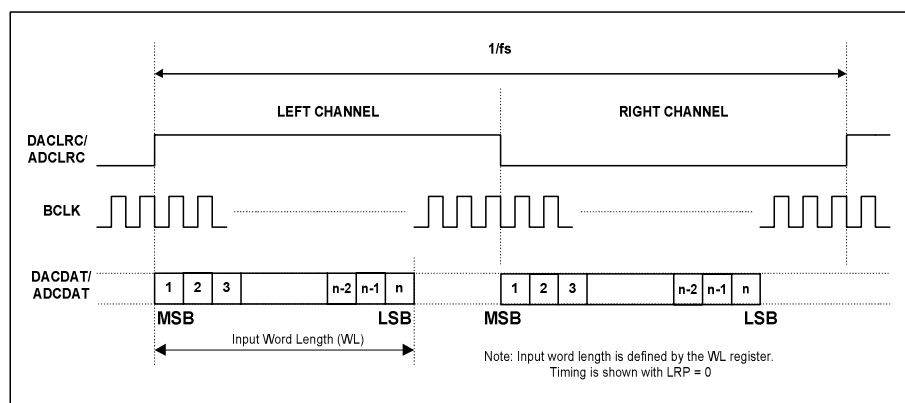 1/fs
LEFT CHANNEL
RIGHT CHANNEL
DACLRC/
ADCLRC
BCLK
DACDAT/
ADCDAT
1 2 3 n-2 n-1 n
1 2 3 n-2 n-1 n
MSB LSB MSB LSB
Input Word Length (WL)
Note: Input word length is defined by the WL register.
Timing is shown with LRP = 0